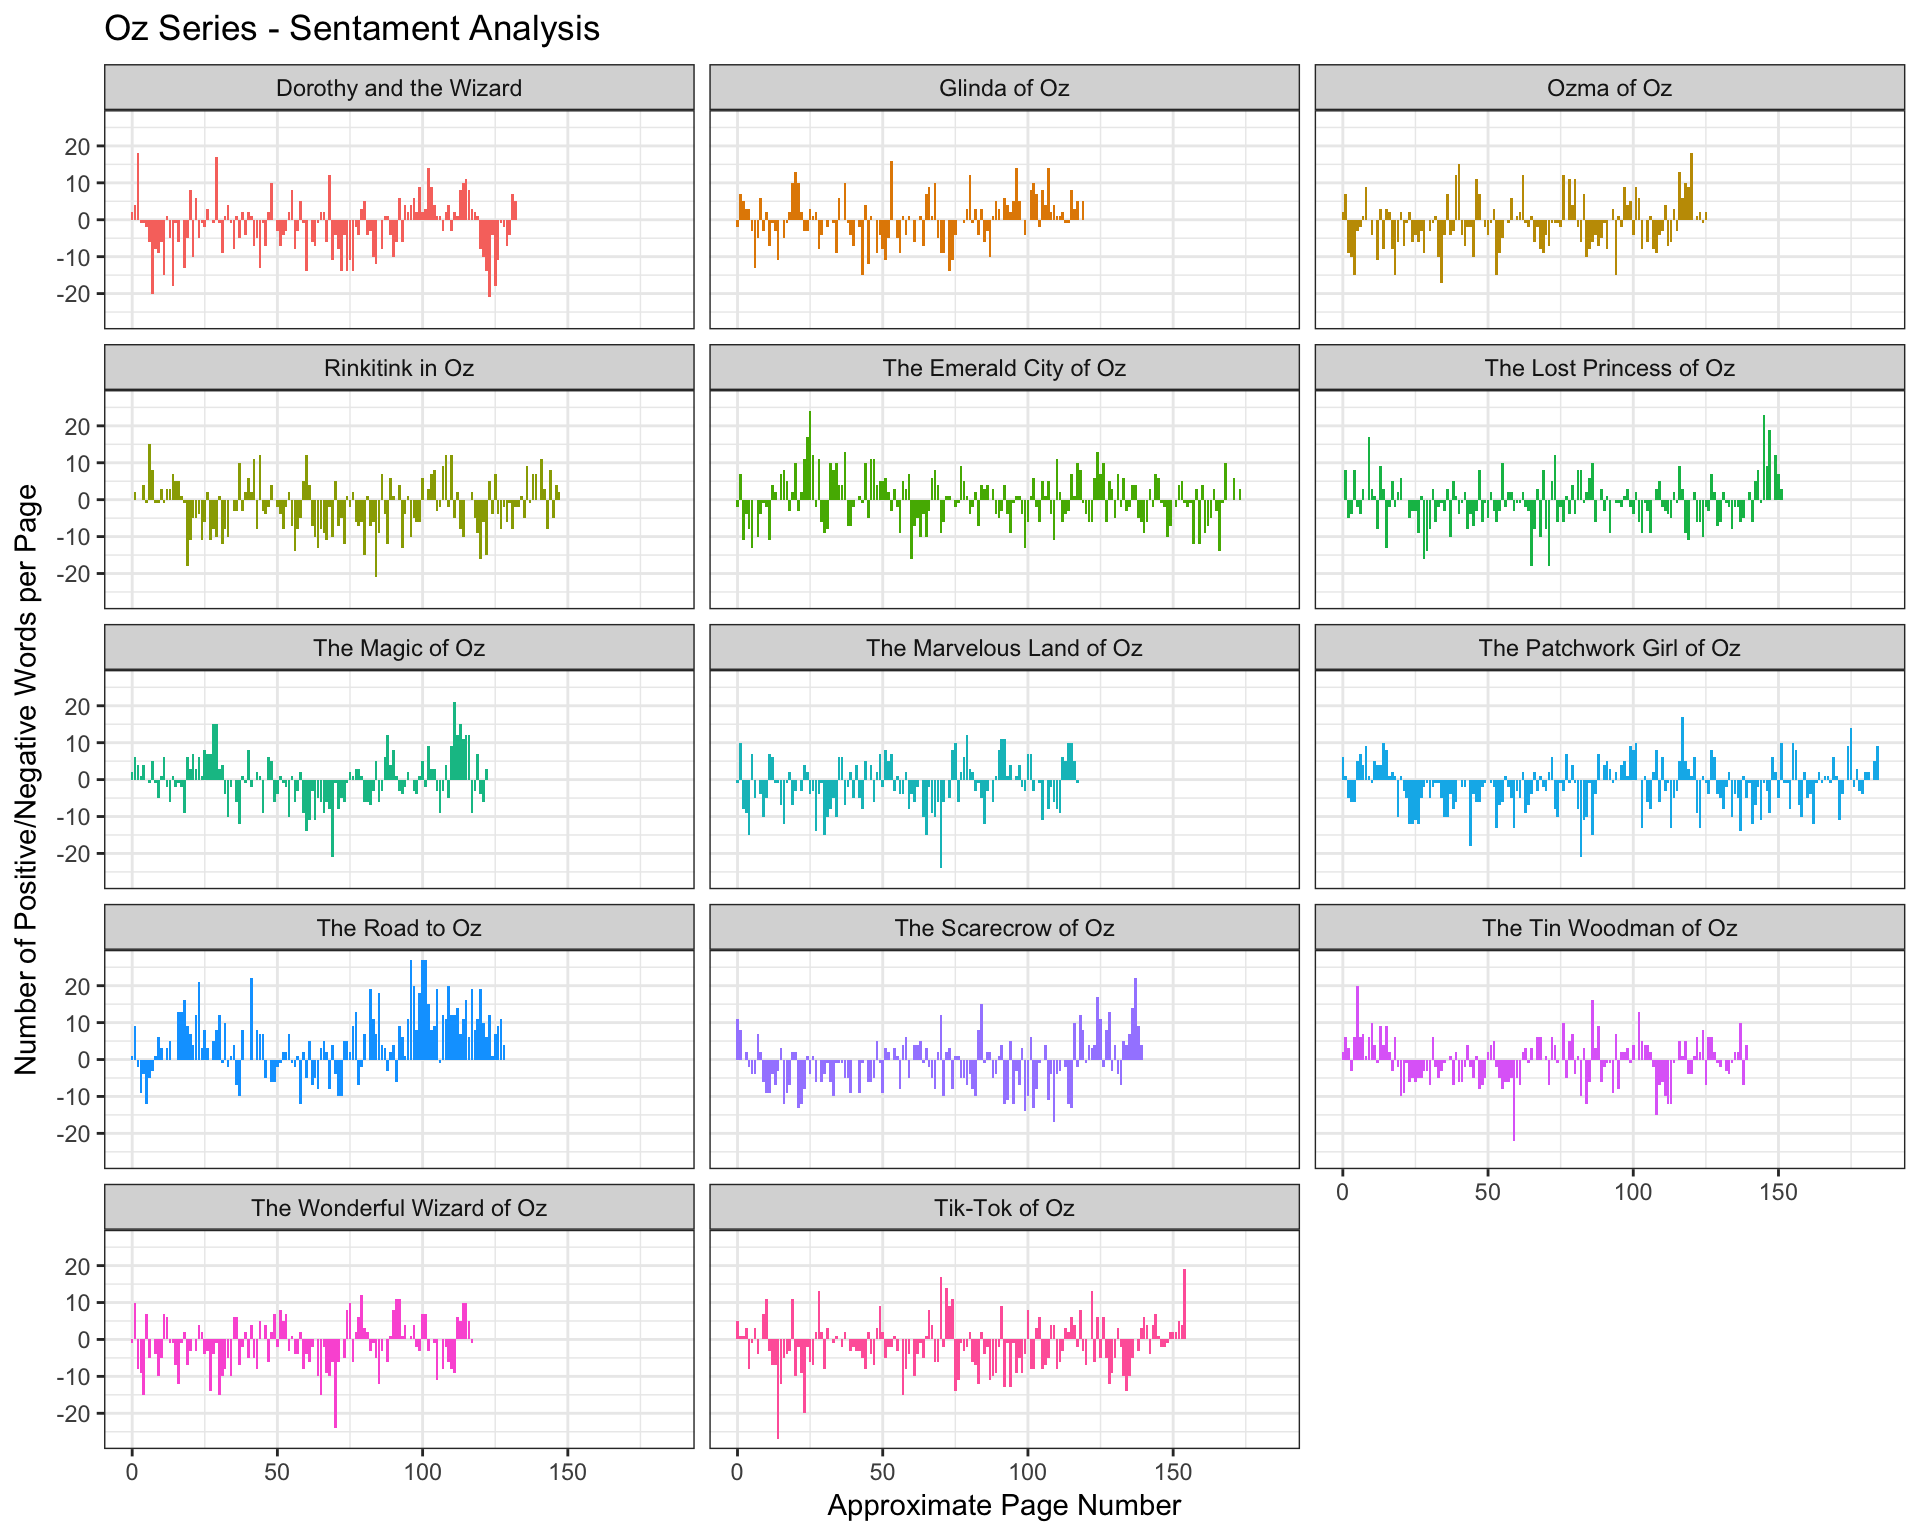 Oz Series - Sentament Analysis
Dorothy and the Wizard
Glinda of Oz
Ozma of Oz
20
10
0
-10
-20
Rinkitink in Oz
The Emerald City of Oz
The Lost Princess of Oz
20
10
0
-10
-20
The Magic of Oz
The Marvelous Land of Oz
The Patchwork Girl of Oz
20
10
0
-10
-20
Number of Positive/Negative Words per Page
The Road to Oz
The Scarecrow of Oz
The Tin Woodman of Oz
20
10
0
-10
-20
0 50 100 150
The Wonderful Wizard of Oz
Tik-Tok of Oz
20
10
0
-10
-20
0 50 100 150
0 50 100 150
Approximate Page Number